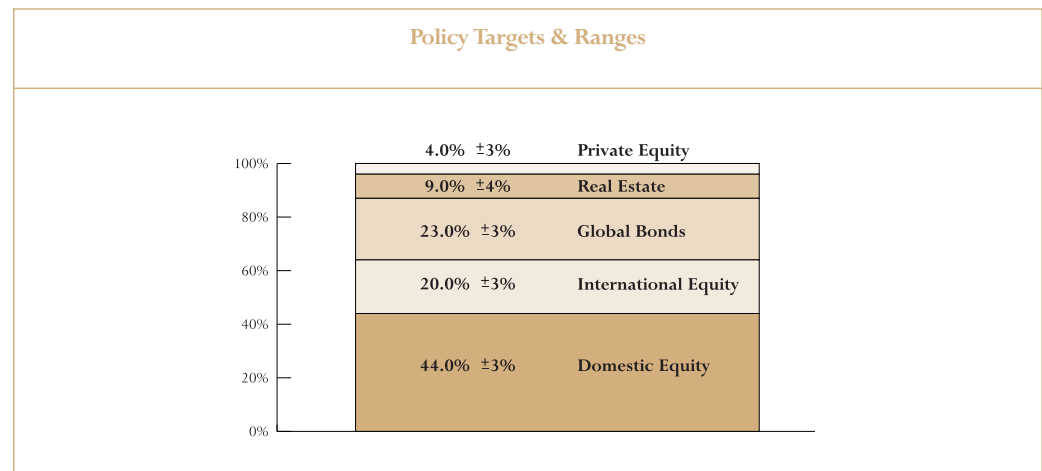 Policy Targets & Ranges
4.0% ±3% Private Equity
100%
9.0% ±4% Real Estate
80%
23.0% ±3% Global Bonds
60%
20.0% ±3% International Equity
40%
44.0% ±3% Domestic Equity
20%
0%